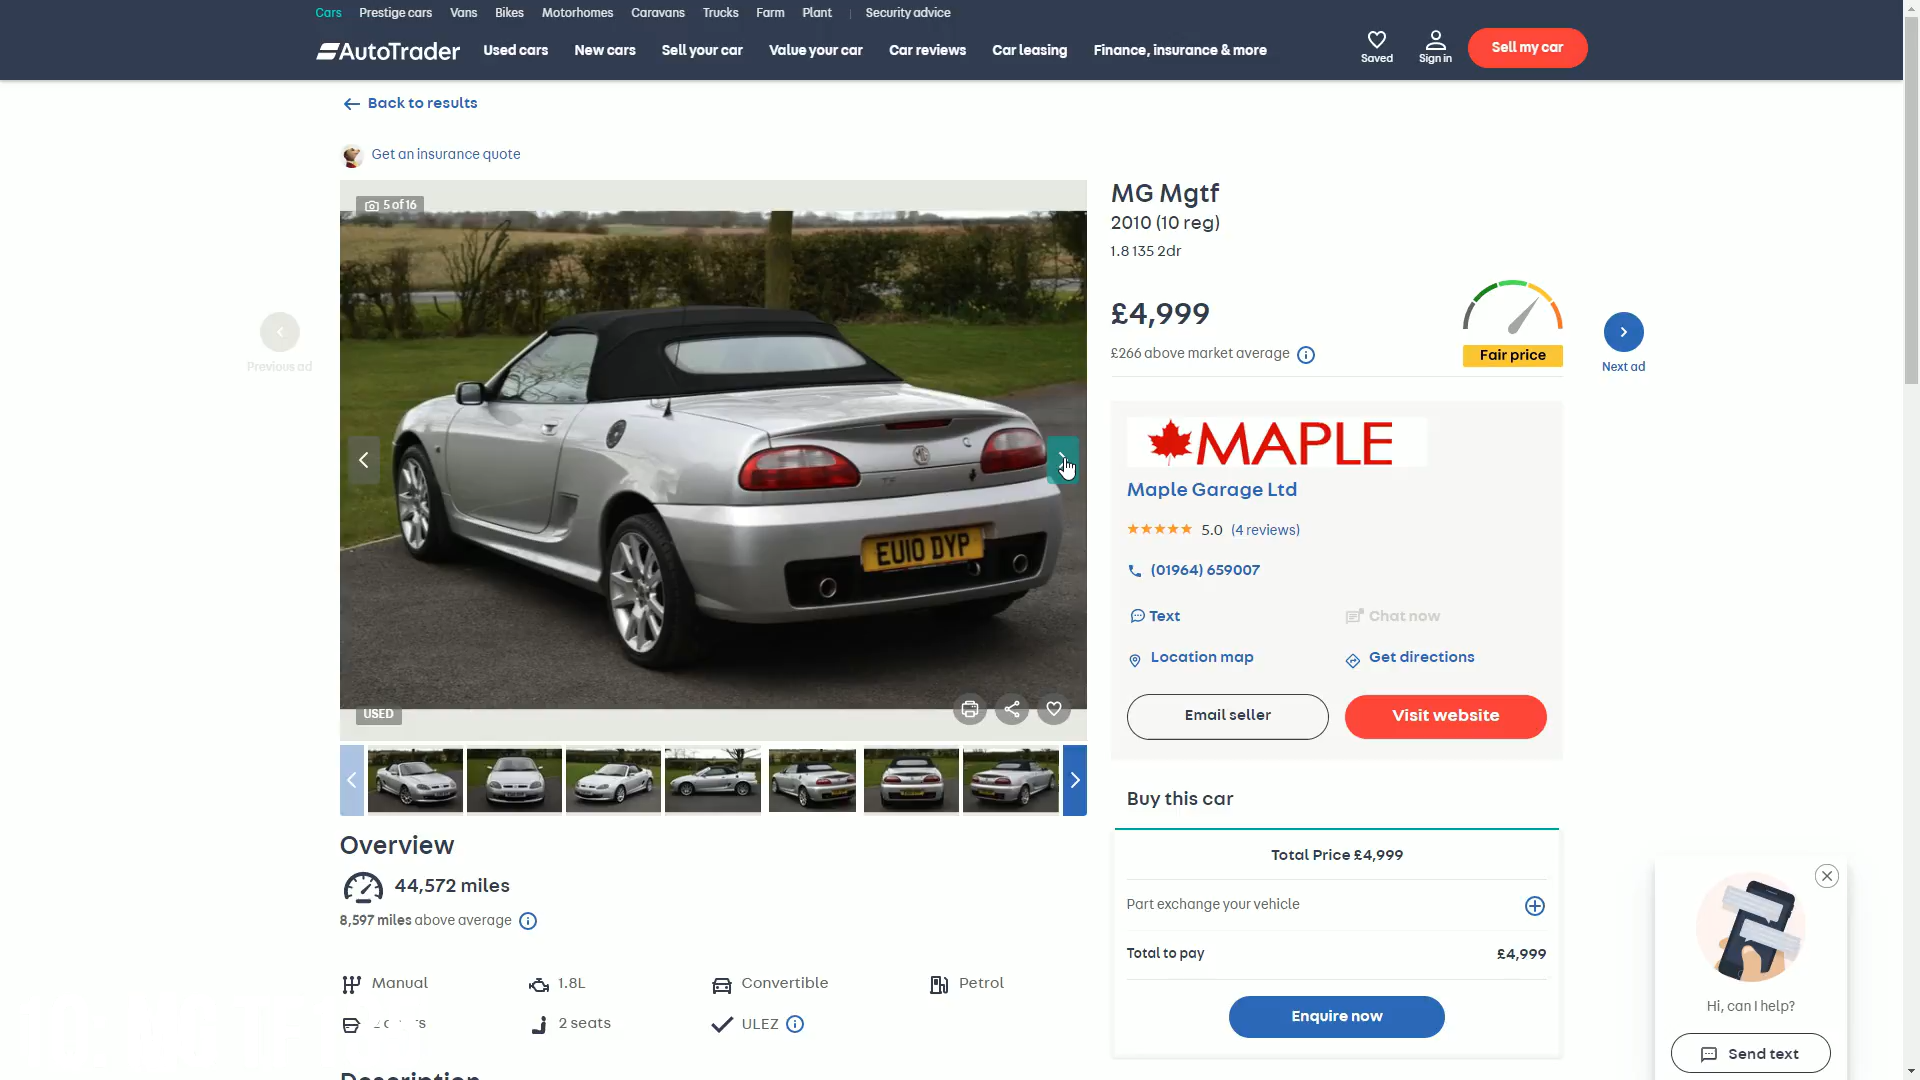 Cars Prestige cars Vans Bikes Motorhomes Caravans Trucks Farm Plant | Security advice
AutoTrader Used cars New cars Sell your car Value your car Car reviews Car leasing Finance, insurance & more Saved Sign in Sell my car
Back to results
Get an insurance quote
5 of 16
MG Mgtf
2010 (10 reg)
1.8 135 2dr
£4,999
£266 above market average
Fair price
Previous ad
Next ad
MAPLE
Maple Garage Ltd
5.0 (4 reviews)
(01964) 659007
Text Chat now
Location map Get directions
Email seller Visit website
EU10 DYP
USED
Overview
44,572 miles
8,597 miles above average
Manual 1.8L Convertible Petrol
2 seats ULEZ
Description
Buy this car
Total Price £4,999
Part exchange your vehicle
Total to pay £4,999
Enquire now
Hi, can I help?
Send text